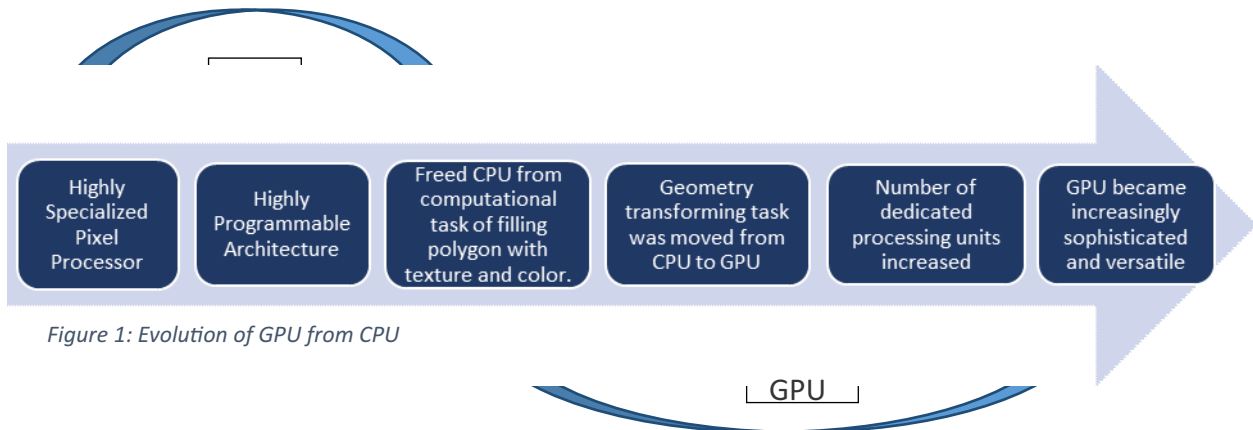 Highly
Specialized
Pixel
Processor
Highly
Programmable
Architecture
Freed CPU from
computational
task of filling
polygon with
texture and color.
Geometry
transforming task
was moved from
CPU to GPU
Number of
dedicated
processing units
increased
GPU became
increasingly
sophisticated
and versatile
Figure 1: Evolution of GPU from CPU
GPU